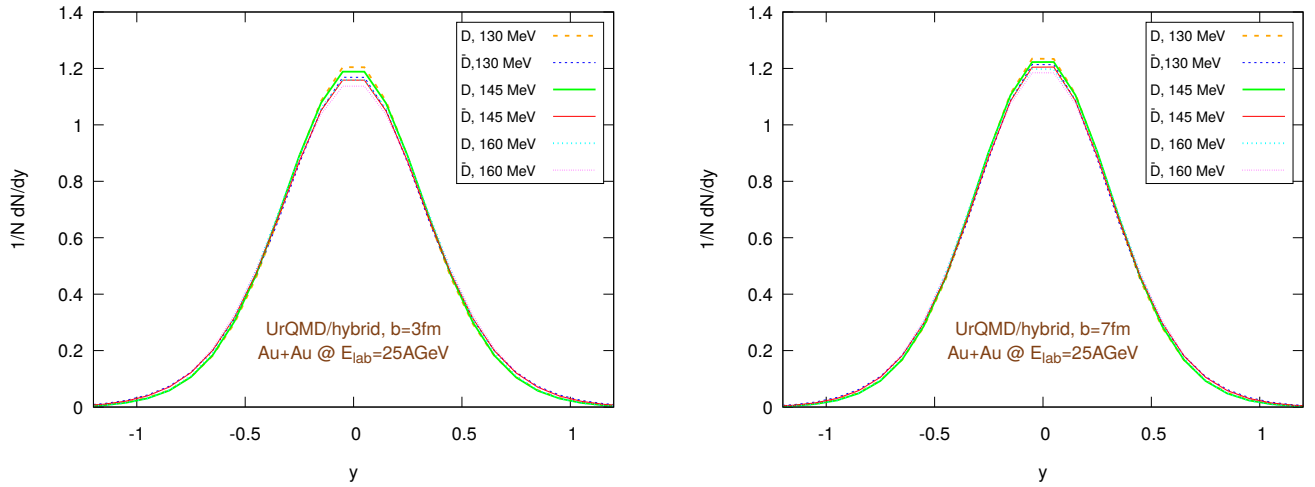 1.4
1.2
1
0.8
0.6
0.4
0.2
0
-1
-0.5
0
0.5
1
1/N dN/dy
y
D, 130 MeV
D̄,130 MeV
D, 145 MeV
D̄, 145 MeV
D, 160 MeV
D̄, 160 MeV
UrQMD/hybrid, b=3fm
Au+Au @ E_lab=25AGeV
1.4
1.2
1
0.8
0.6
0.4
0.2
0
-1
-0.5
0
0.5
1
1/N dN/dy
y
D, 130 MeV
D̄,130 MeV
D, 145 MeV
D̄, 145 MeV
D, 160 MeV
D̄, 160 MeV
UrQMD/hybrid, b=7fm
Au+Au @ E_lab=25AGeV